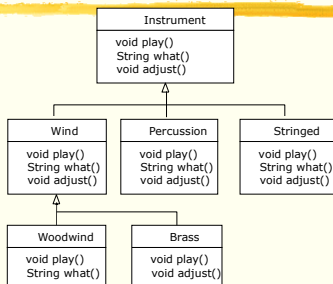 Instrument
void play()
String what()
void adjust()
Wind
void play()
String what()
void adjust()
Percussion
void play()
String what()
void adjust()
Stringed
void play()
String what()
void adjust()
Woodwind
void play()
String what()
Brass
void play()
void adjust()